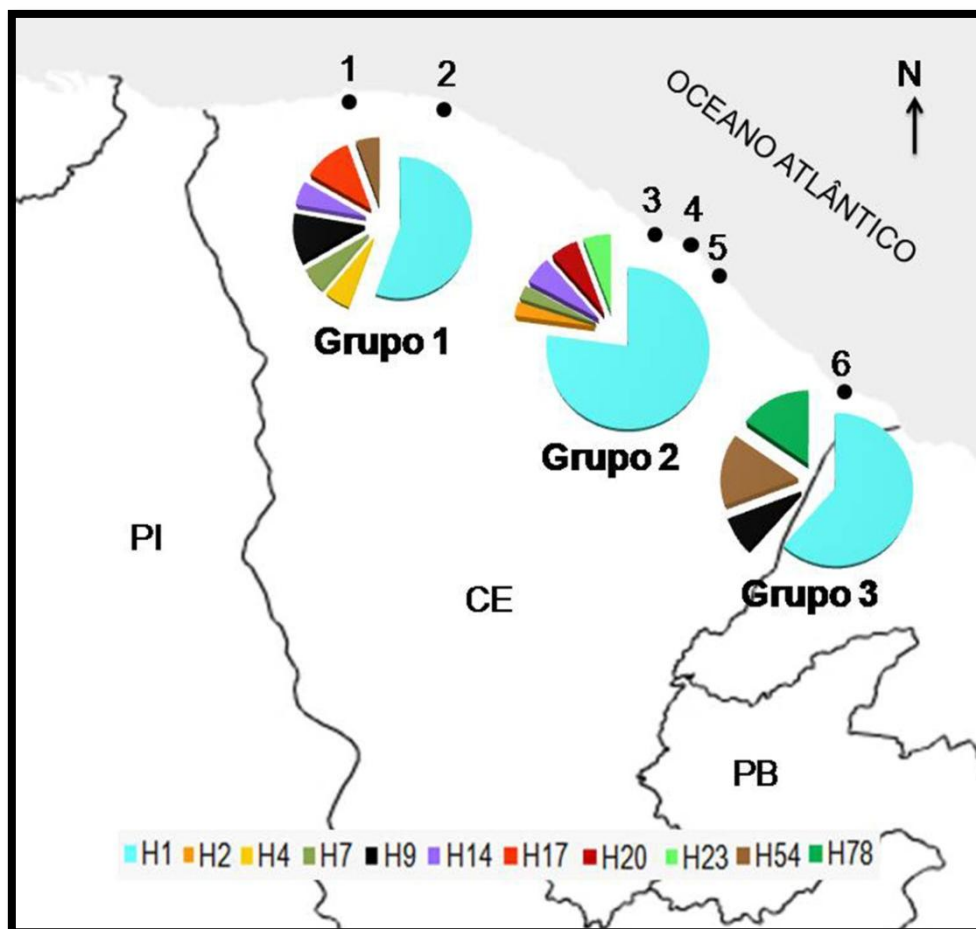 1
2
N
OCEANO ATLÂNTICO
3
4
5
Grupo 1
6
Grupo 2
PI
CE
Grupo 3
PB
H1 H2 H4 H7 H9 H14 H17 H20 H23 H54 H78